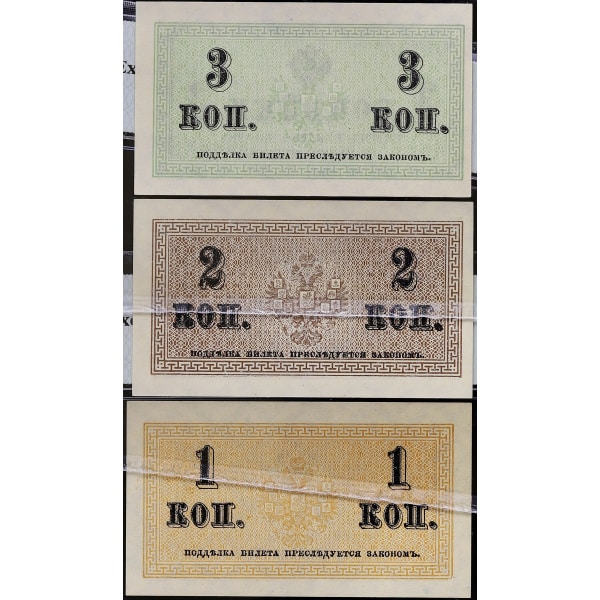 3 3
КОП. КОП.
ПОДДѢЛКА БИЛЕТА ПРЕСЛѢДУЕТСЯ ЗАКОНОМЪ.
2 2
КОП. КОП.
ПОДДѢЛКА БИЛЕТА ПРЕСЛѢДУЕТСЯ ЗАКОНОМЪ.
1 1
КОП. КОП.
ПОДДѢЛКА БИЛЕТА ПРЕСЛѢДУЕТСЯ ЗАКОНОМЪ.